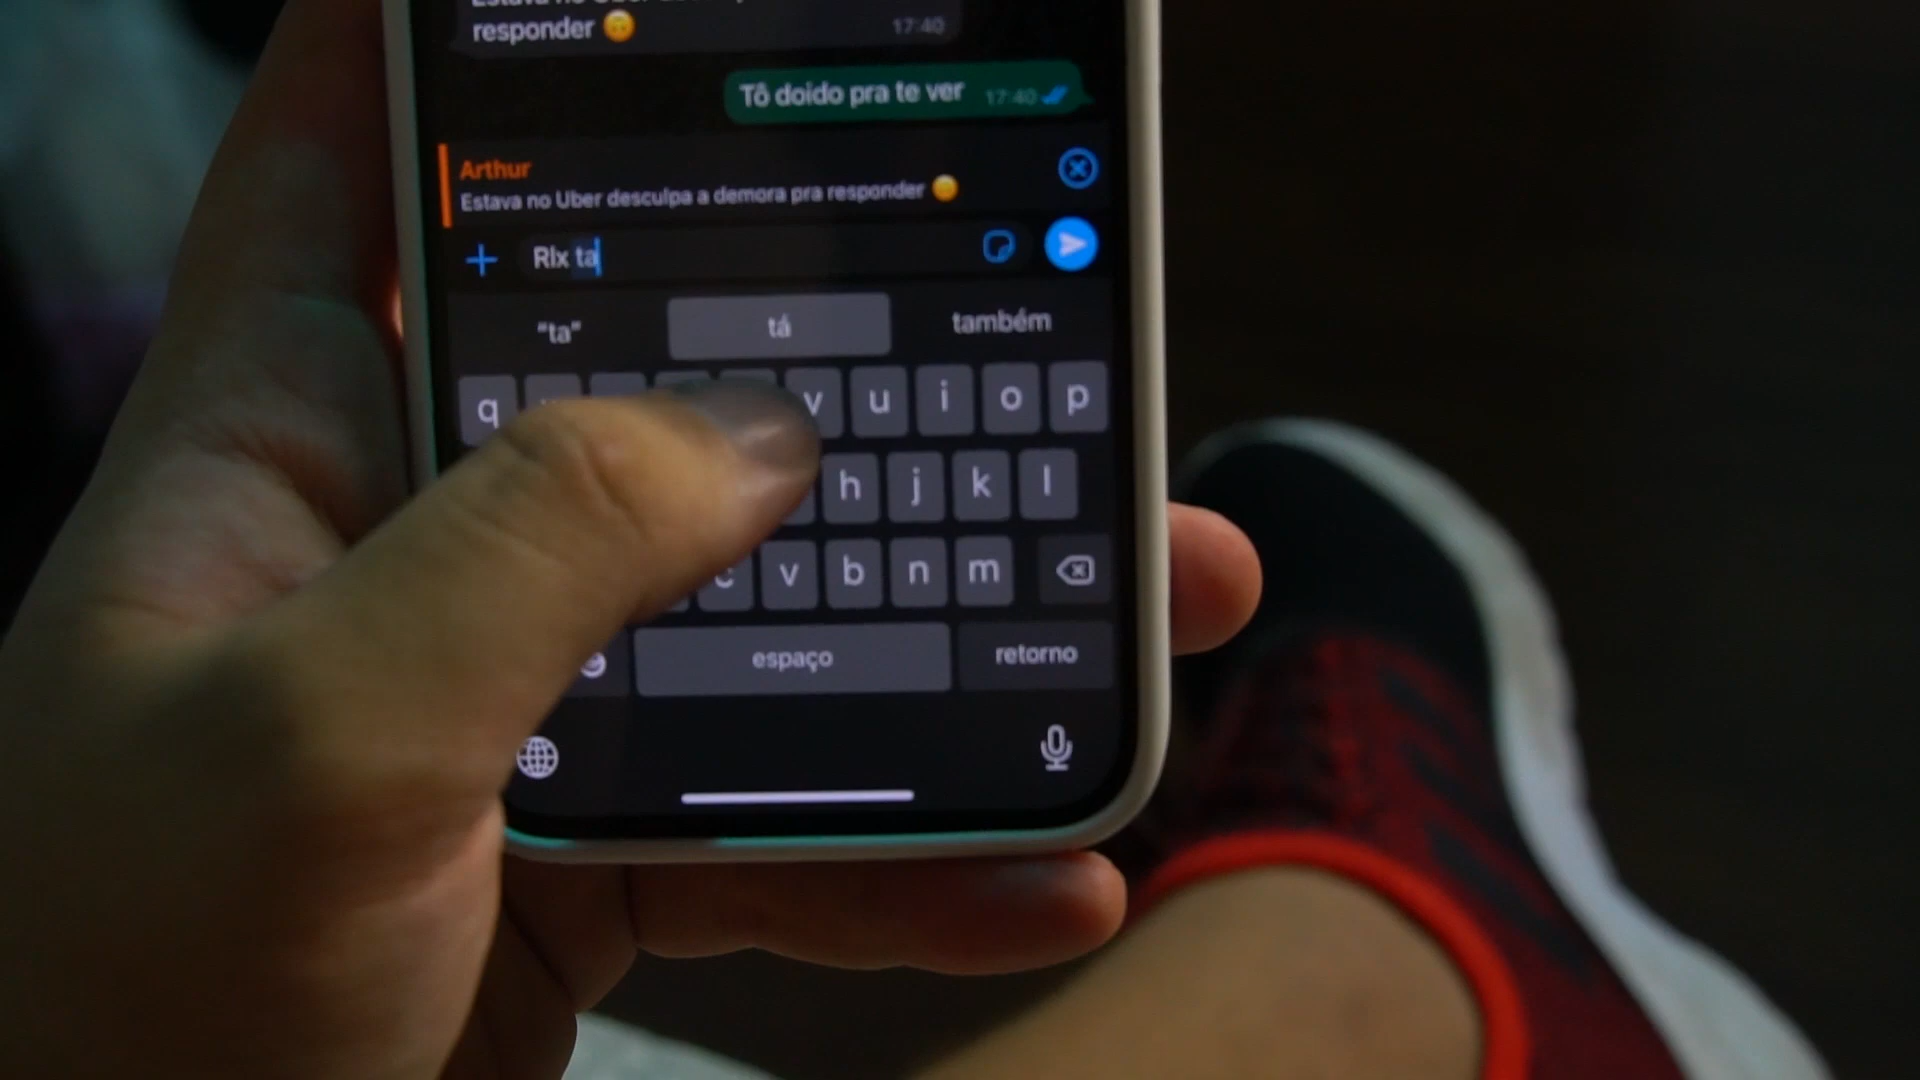 responder 🙃 17:40
Tô doido pra te ver 17:40
Arthur
Estava no Uber desculpa a demora pra responder
Rlx ta
"ta" tá também
q u i o p
h j k l
c v b n m
espaço retorno